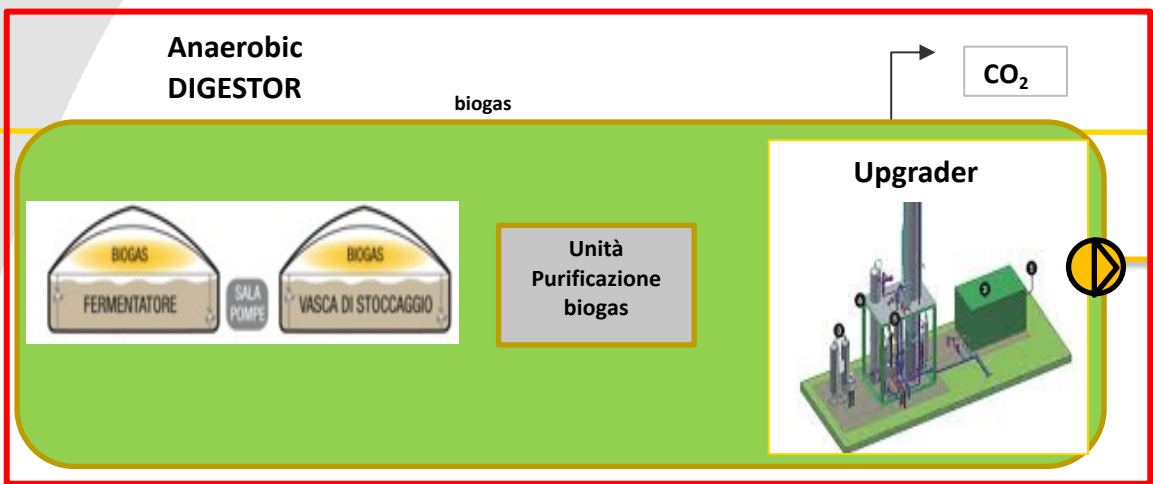 Anaerobic
DIGESTOR
biogas
CO₂
Upgrader
BIOGAS
BIOGAS
FERMENTATORE
SALA
POMPE
VASCA DI STOCCAGGIO
Unità
Purificazione
biogas